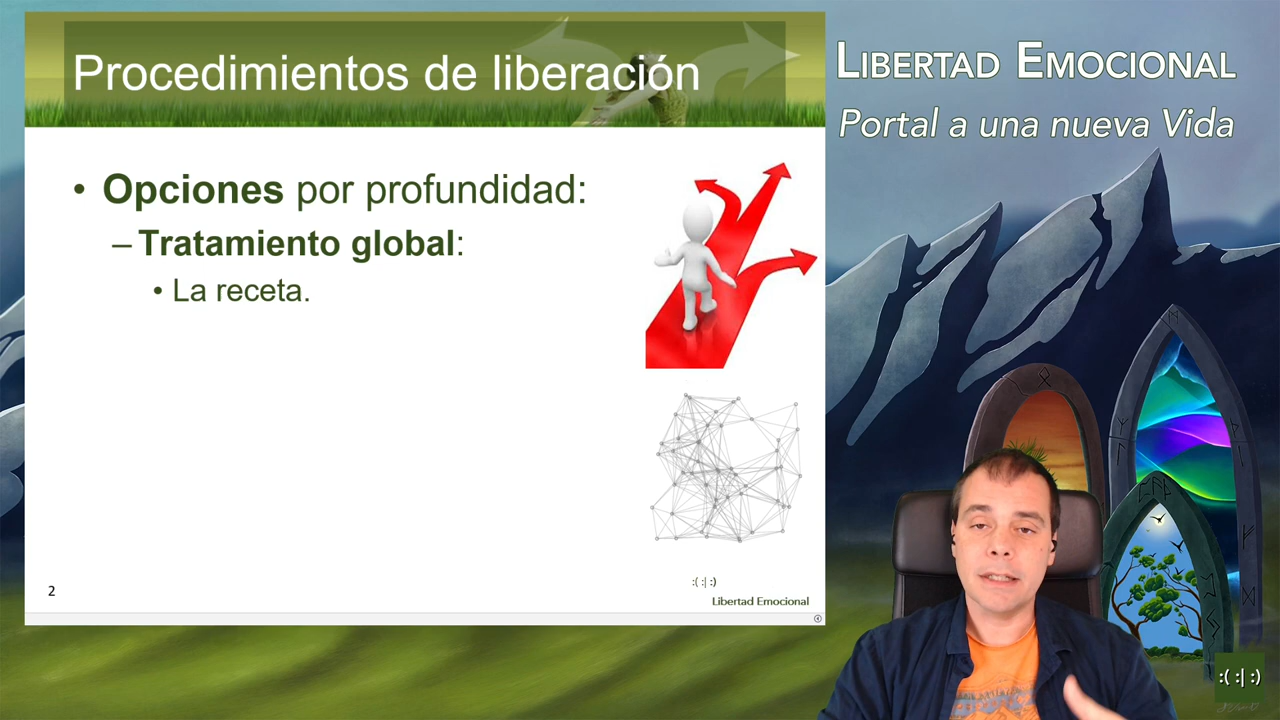 Procedimientos de liberación
LIBERTAD EMOCIONAL
Portal a una nueva Vida
• Opciones por profundidad:
– Tratamiento global:
• La receta.
2
:( :| :)
Libertad Emocional
:( :| :)